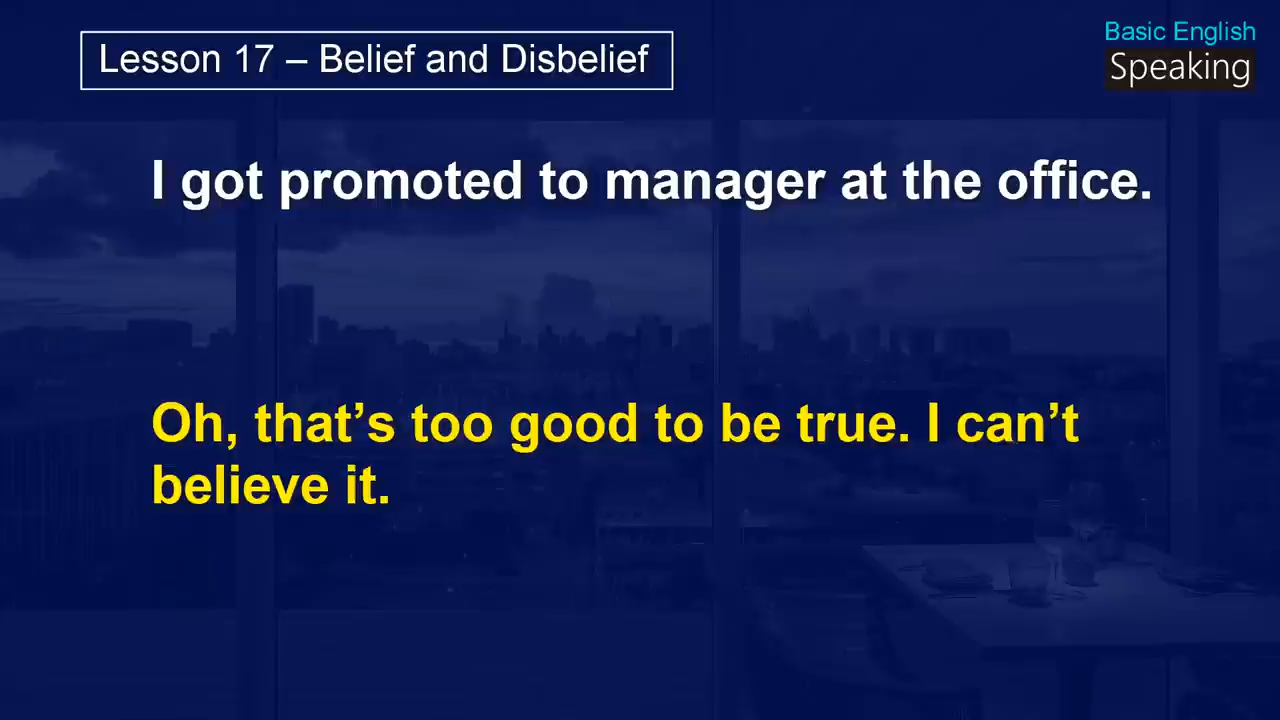 Lesson 17 – Belief and Disbelief
Basic English
Speaking
I got promoted to manager at the office.
Oh, that’s too good to be true. I can’t
believe it.